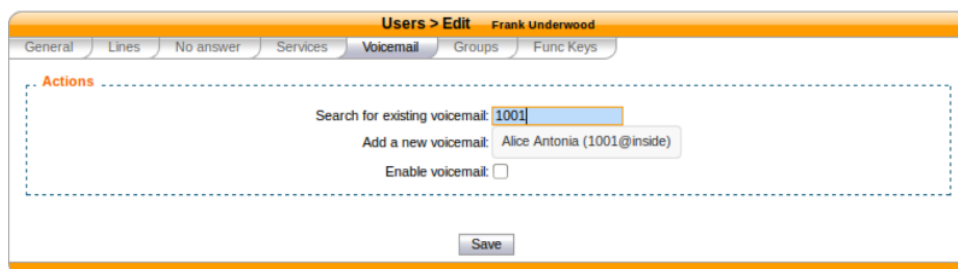 Users > Edit Frank Underwood
General Lines No answer Services Voicemail Groups Func Keys
Actions
Search for existing voicemail: 1001
Add a new voicemail: Alice Antonia (1001@inside)
Enable voicemail:
Save